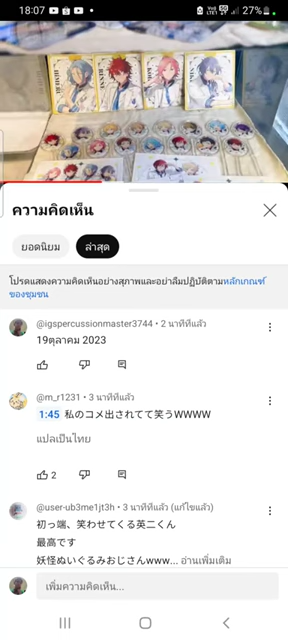 18:07
5G
LTE1
27%
HIMERU
RINNE
ความคิดเห็น
ยอดนิยม
ล่าสุด
โปรดแสดงความคิดเห็นอย่างสุภาพและอย่าลืมปฏิบัติตามหลักเกณฑ์
ของชุมชน
@igspercussionmaster3744 • 2 นาทีที่แล้ว
19ตุลาคม 2023
@m_r1231 • 3 นาทีที่แล้ว
1:45 私のコメ出されてて笑うWWWW
แปลเป็นไทย
2
@user-ub3me1jt3h • 3 นาทีที่แล้ว (แก้ไขแล้ว)
初っ端、笑わせてくる英二くん
最高です
妖怪ぬいぐるみおじさんwww... อ่านเพิ่มเติม
เพิ่มความคิดเห็น...